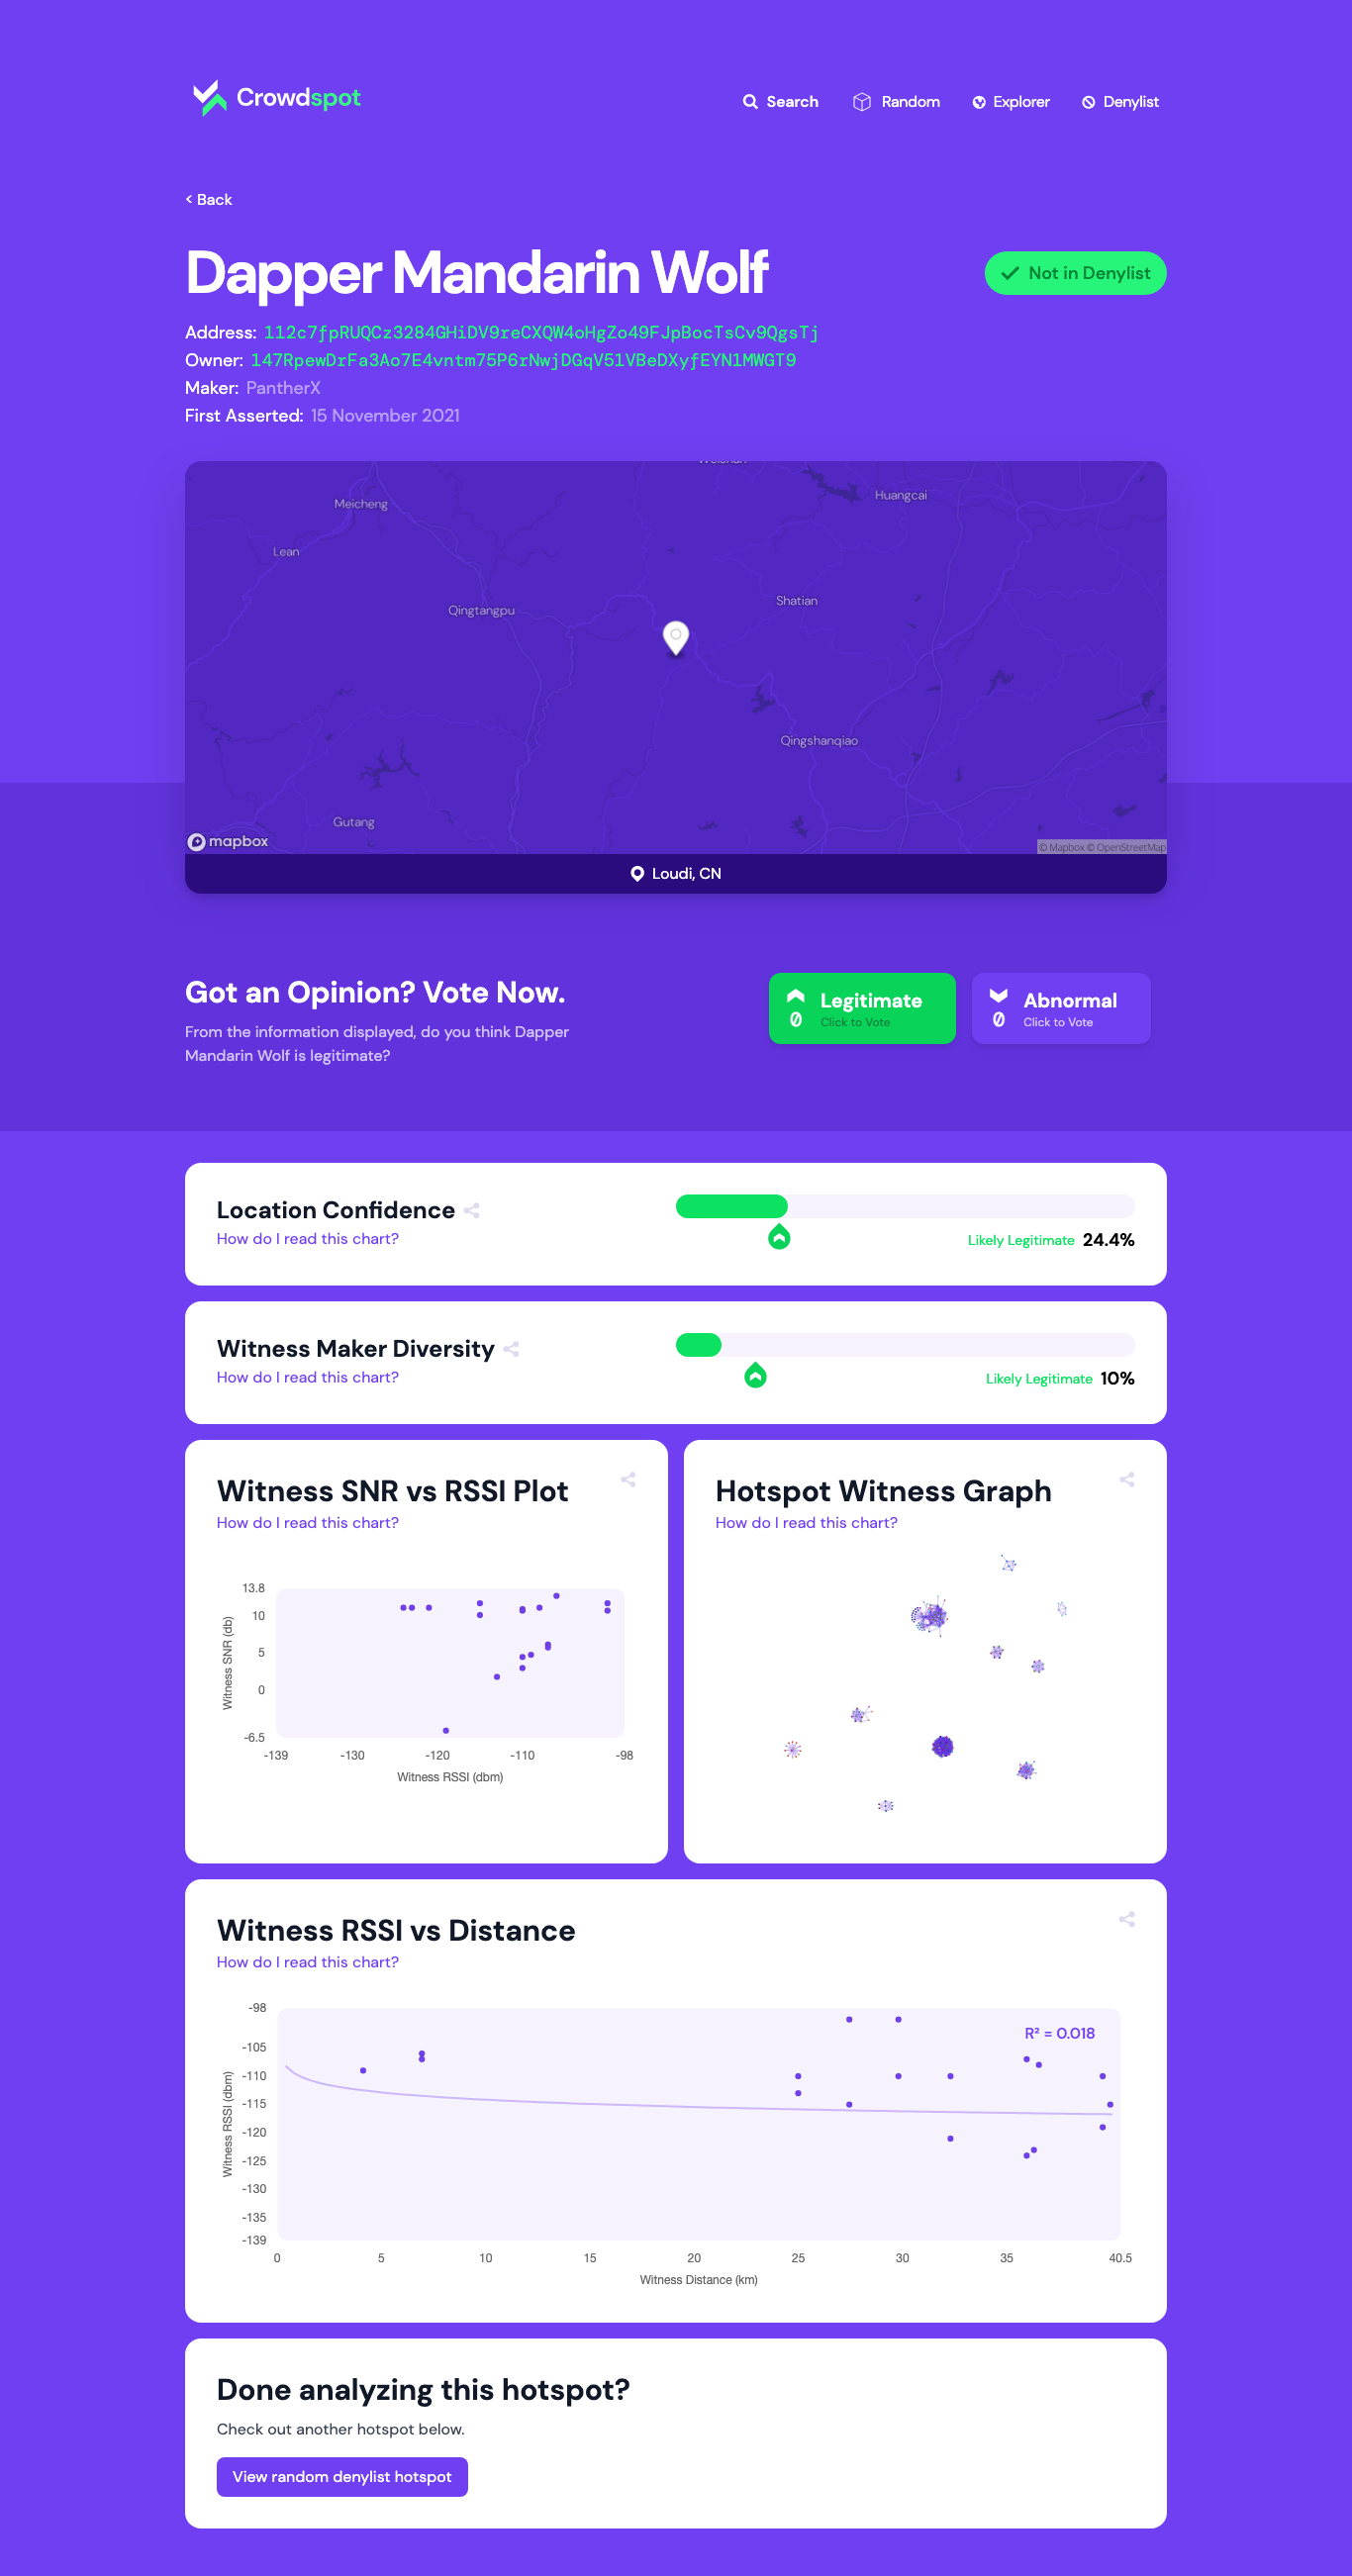 Crowdspot
Search
Random
Explorer
Denylist
< Back
Dapper Mandarin Wolf
Not in Denylist
Address: 112c7fpRUQCz3284GHiDV9reCXQW4oHgZo49FJpBocTsCv9QgsTj
Owner: 147RpewDrFa3Ao7E4vntm75P6rNwjDGqV51VBeDXyfEYN1MWGT9
Maker: PantherX
First Asserted: 15 November 2021
Meicheng
Huangcai
Lean
Shatian
Qingtangpu
Qingshanqiao
Gutang
mapbox
© Mapbox © OpenStreetMap
Loudi, CN
Got an Opinion? Vote Now.
From the information displayed, do you think Dapper
Mandarin Wolf is legitimate?
0
Legitimate
Click to Vote
0
Abnormal
Click to Vote
Location Confidence
How do I read this chart?
Likely Legitimate 24.4%
Witness Maker Diversity
How do I read this chart?
Likely Legitimate 10%
Witness SNR vs RSSI Plot
How do I read this chart?
13.8
10
5
0
-6.5
Witness SNR (db)
-139 -130 -120 -110 -98
Witness RSSI (dbm)
Hotspot Witness Graph
How do I read this chart?
Witness RSSI vs Distance
How do I read this chart?
R² = 0.018
-98
-105
-110
-115
-120
-125
-130
-135
-139
Witness RSSI (dbm)
0 5 10 15 20 25 30 35 40.5
Witness Distance (km)
Done analyzing this hotspot?
Check out another hotspot below.
View random denylist hotspot